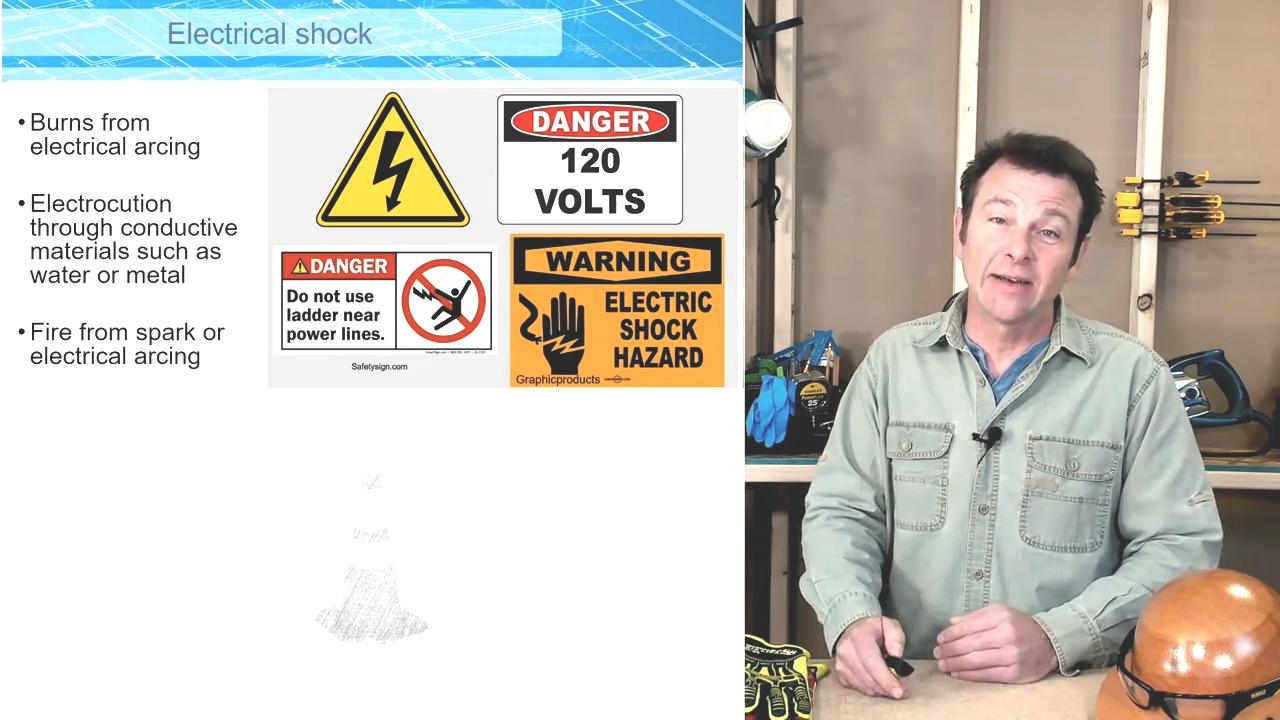 Electrical shock
•Burns from
electrical arcing
•Electrocution
through conductive
materials such as
water or metal
•Fire from spark or
electrical arcing
DANGER
120
VOLTS
DANGER
Do not use
ladder near
power lines.
Safetysign.com
WARNING
ELECTRIC
SHOCK
HAZARD
Graphicproducts
STANLEY
25'
DEWALT